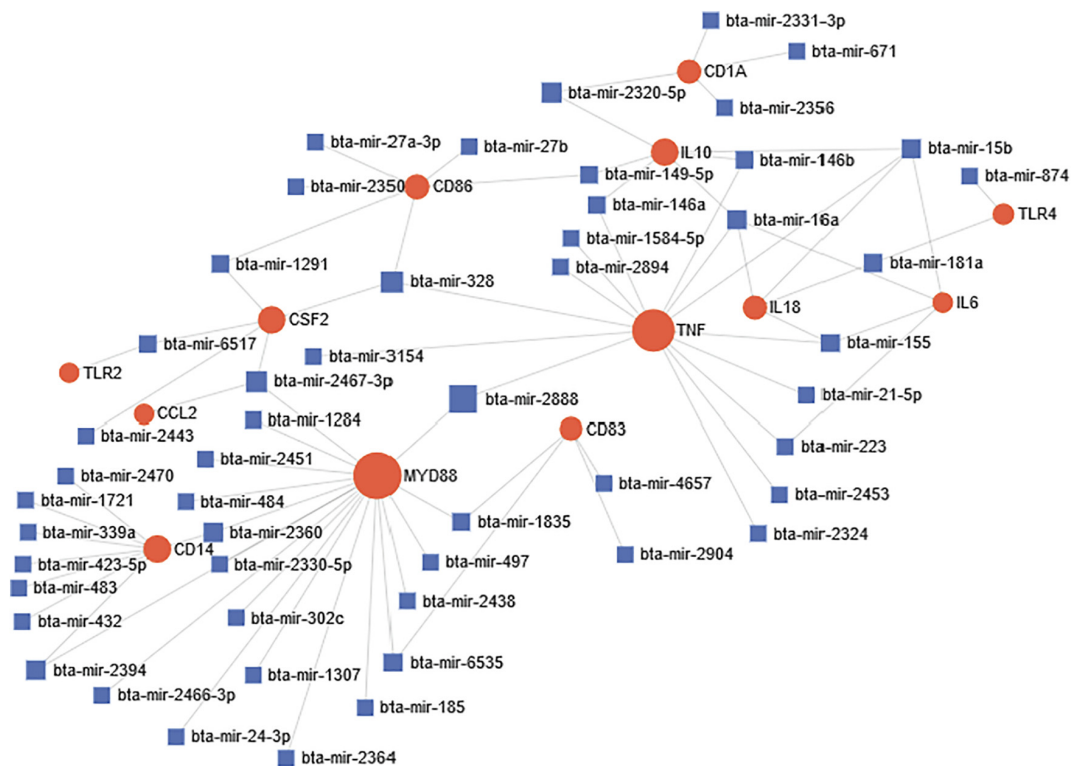 bta-mir-2331-3p
bta-mir-671
CD1A
bta-mir-2320-5p
bta-mir-2356
bta-mir-27a-3p
bta-mir-27b
IL10
bta-mir-146b
bta-mir-15b
bta-mir-149-5p
bta-mir-874
bta-mir-2350
CD86
bta-mir-146a
bta-mir-16a
TLR4
bta-mir-1584-5p
bta-mir-1291
bta-mir-2894
bta-mir-181a
bta-mir-328
IL18
IL6
CSF2
TNF
bta-mir-6517
bta-mir-155
bta-mir-3154
TLR2
bta-mir-2467-3p
bta-mir-2888
bta-mir-21-5p
CCL2
bta-mir-1284
CD83
bta-mir-2443
bta-mir-223
bta-mir-2451
bta-mir-2470
MYD88
bta-mir-4657
bta-mir-1721
bta-mir-484
bta-mir-2453
bta-mir-1835
bta-mir-339a
bta-mir-2360
bta-mir-2324
CD14
bta-mir-2904
bta-mir-423-5p
bta-mir-2330-5p
bta-mir-497
bta-mir-483
bta-mir-2438
bta-mir-432
bta-mir-302c
bta-mir-2394
bta-mir-6535
bta-mir-1307
bta-mir-2466-3p
bta-mir-185
bta-mir-24-3p
bta-mir-2364